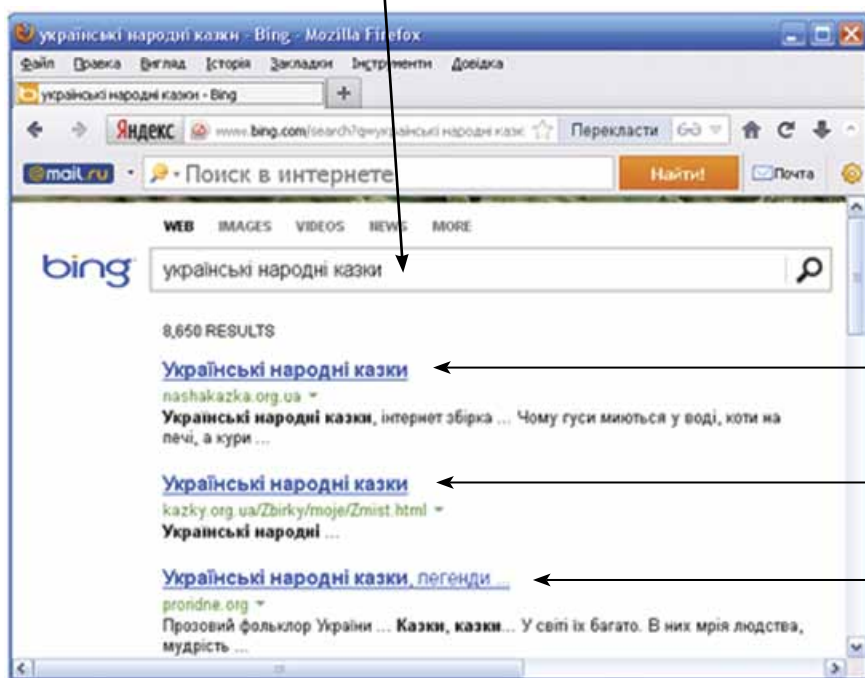 українські народні казки - Bing - Mozilla Firefox
Файл Правка Вигляд Історія Закладки Інструменти Довідка
українські народні казки - Bing +
Яндекс www.bing.com/search?q=українські народні казк Перекласти
@mail.ru Поиск в интернете Найти! Почта
WEB IMAGES VIDEOS NEWS MORE
bing українські народні казки
8,650 RESULTS
Українські народні казки
nashakazka.org.ua
Українські народні казки, інтернет збірка ... Чому гуси миються у воді, коти на
печі, а кури ...
Українські народні казки
kazky.org.ua/Zbirky/moje/Zmist.html
Українські народні ...
Українські народні казки, легенди ...
proridne.org
Прозовий фольклор України ... Казки, казки... У світі їх багато. В них мрія людства,
мудрість ...